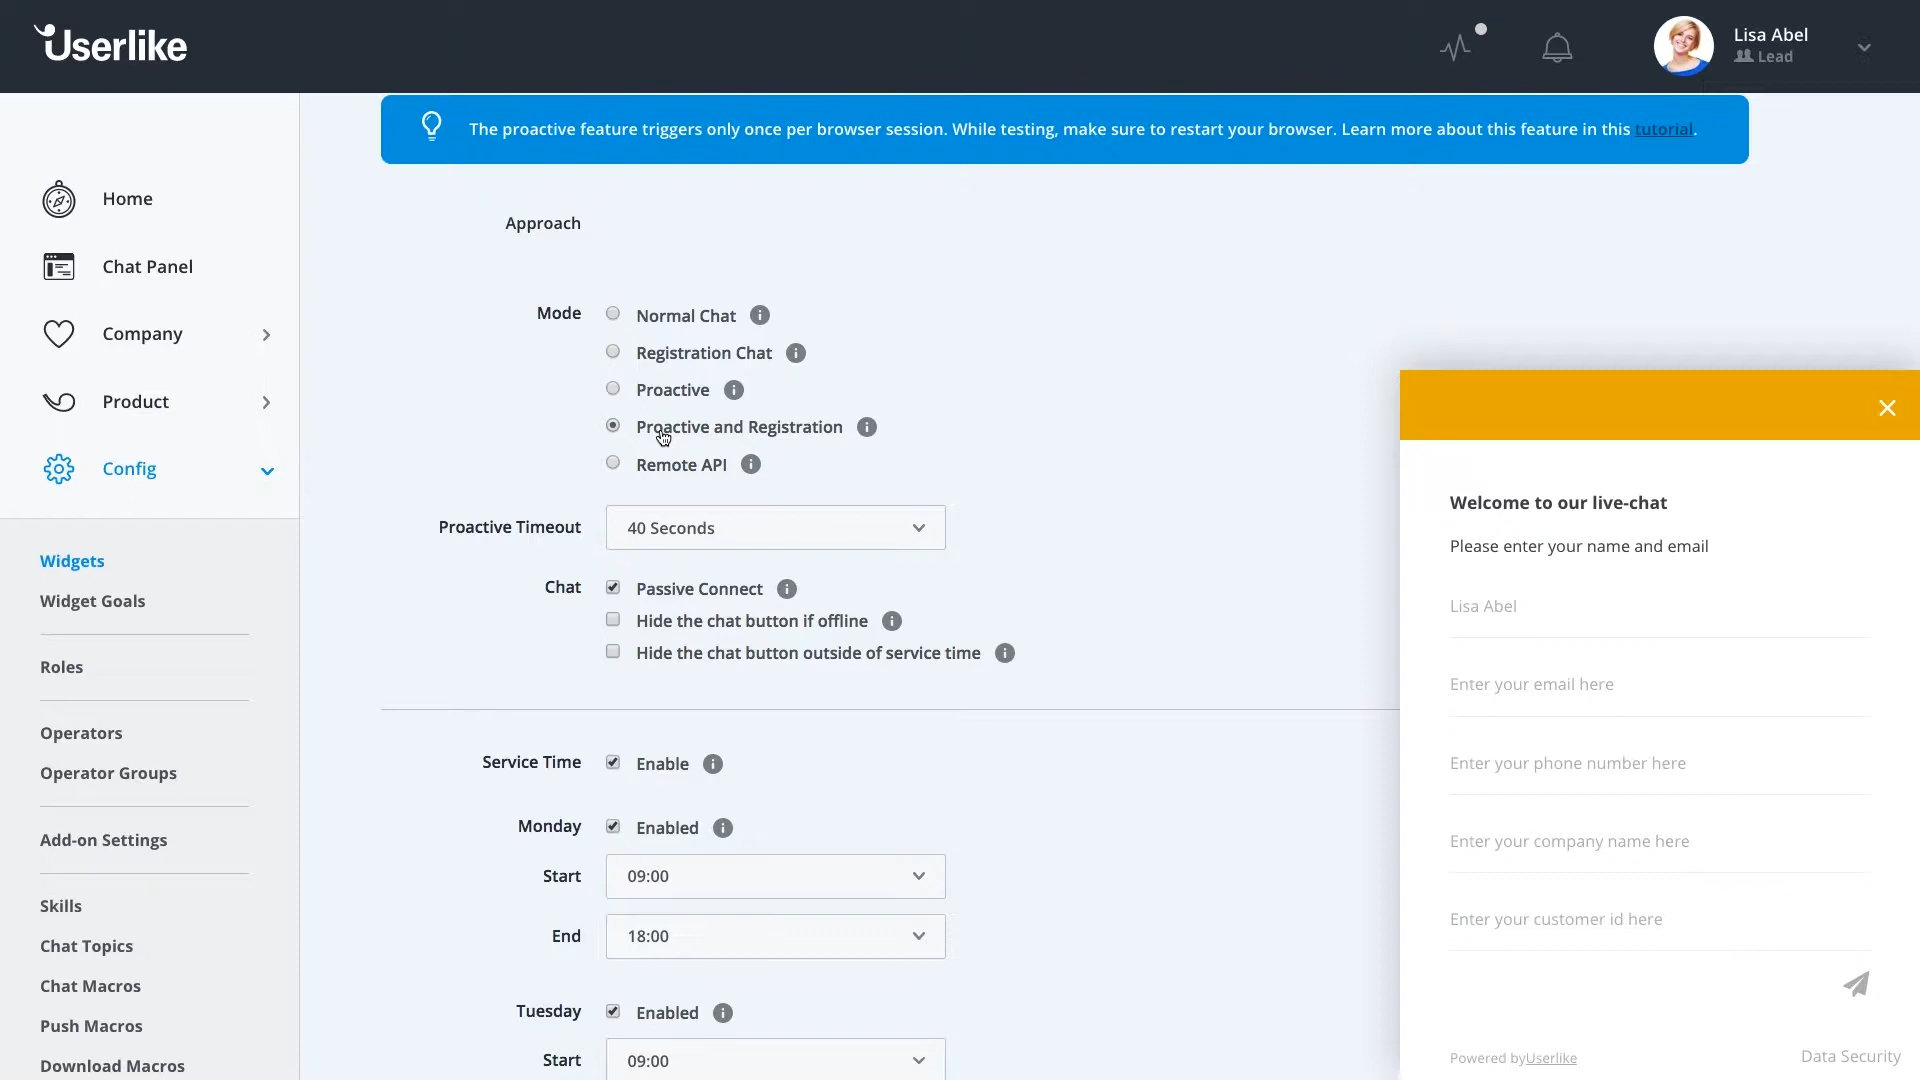 Userlike
Lisa Abel
Lead
The proactive feature triggers only once per browser session. While testing, make sure to restart your browser. Learn more about this feature in this tutorial.
Home
Chat Panel
Company
Product
Config
Widgets
Widget Goals
Roles
Operators
Operator Groups
Add-on Settings
Skills
Chat Topics
Chat Macros
Push Macros
Download Macros
Approach
Mode
Normal Chat
Registration Chat
Proactive
Proactive and Registration
Remote API
Proactive Timeout 40 Seconds
Chat Passive Connect
Hide the chat button if offline
Hide the chat button outside of service time
Service Time Enable
Monday Enabled
Start 09:00
End 18:00
Tuesday Enabled
Start 09:00
Welcome to our live-chat
Please enter your name and email
Lisa Abel
Enter your email here
Enter your phone number here
Enter your company name here
Enter your customer id here
Powered byUserlike Data Security